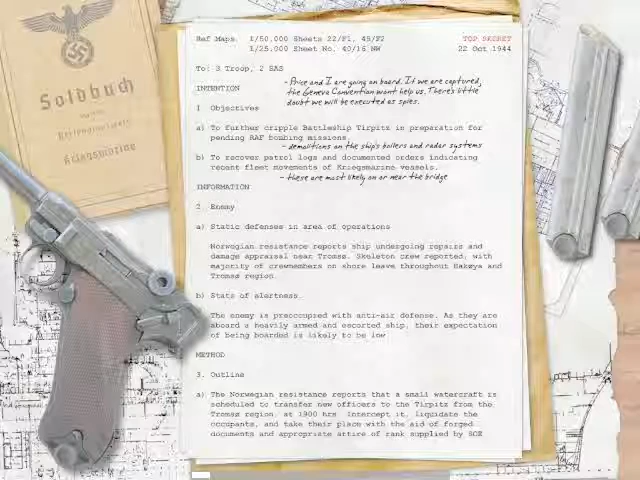 Soldbuch
Kriegsmarine
Ref Maps. 1/50,000 Sheets 22/F1, 45/F2
1/25,000 Sheet No. 40/16 NW
TOP SECRET
22 Oct 1944
To: 3 Troop, 2 SAS
- Price and I are going on board. If we are captured,
the Geneva Convention won't help us. There's little
doubt we will be executed as spies.
INTENTION
1 Objectives
a) To further cripple Battleship Tirpitz in preparation for
pending RAF bombing missions.
- demolitions on the ship's boilers and radar systems
b) To recover patrol logs and documented orders indicating
recent fleet movements of Kriegsmarine vessels.
- these are most likely on or near the bridge
INFORMATION
2. Enemy
a) Static defenses in area of operations
Norwegian resistance reports ship undergoing repairs and
damage appraisal near Tromsø. Skeleton crew reported, with
majority of crewmembers on shore leave throughout Hakøya and
Tromsø region.
b) State of alertness.
The enemy is preoccupied with anti-air defense. As they are
aboard a heavily armed and escorted ship, their expectation
of being boarded is likely to be low
METHOD
3. Outline
a) The Norwegian resistance reports that a small watercraft is
scheduled to transfer new officers to the Tirpitz from the
Tromsø region, at 1900 hrs. Intercept it, liquidate the
occupants, and take their place with the aid of forged
documents and appropriate attire of rank supplied by SOE